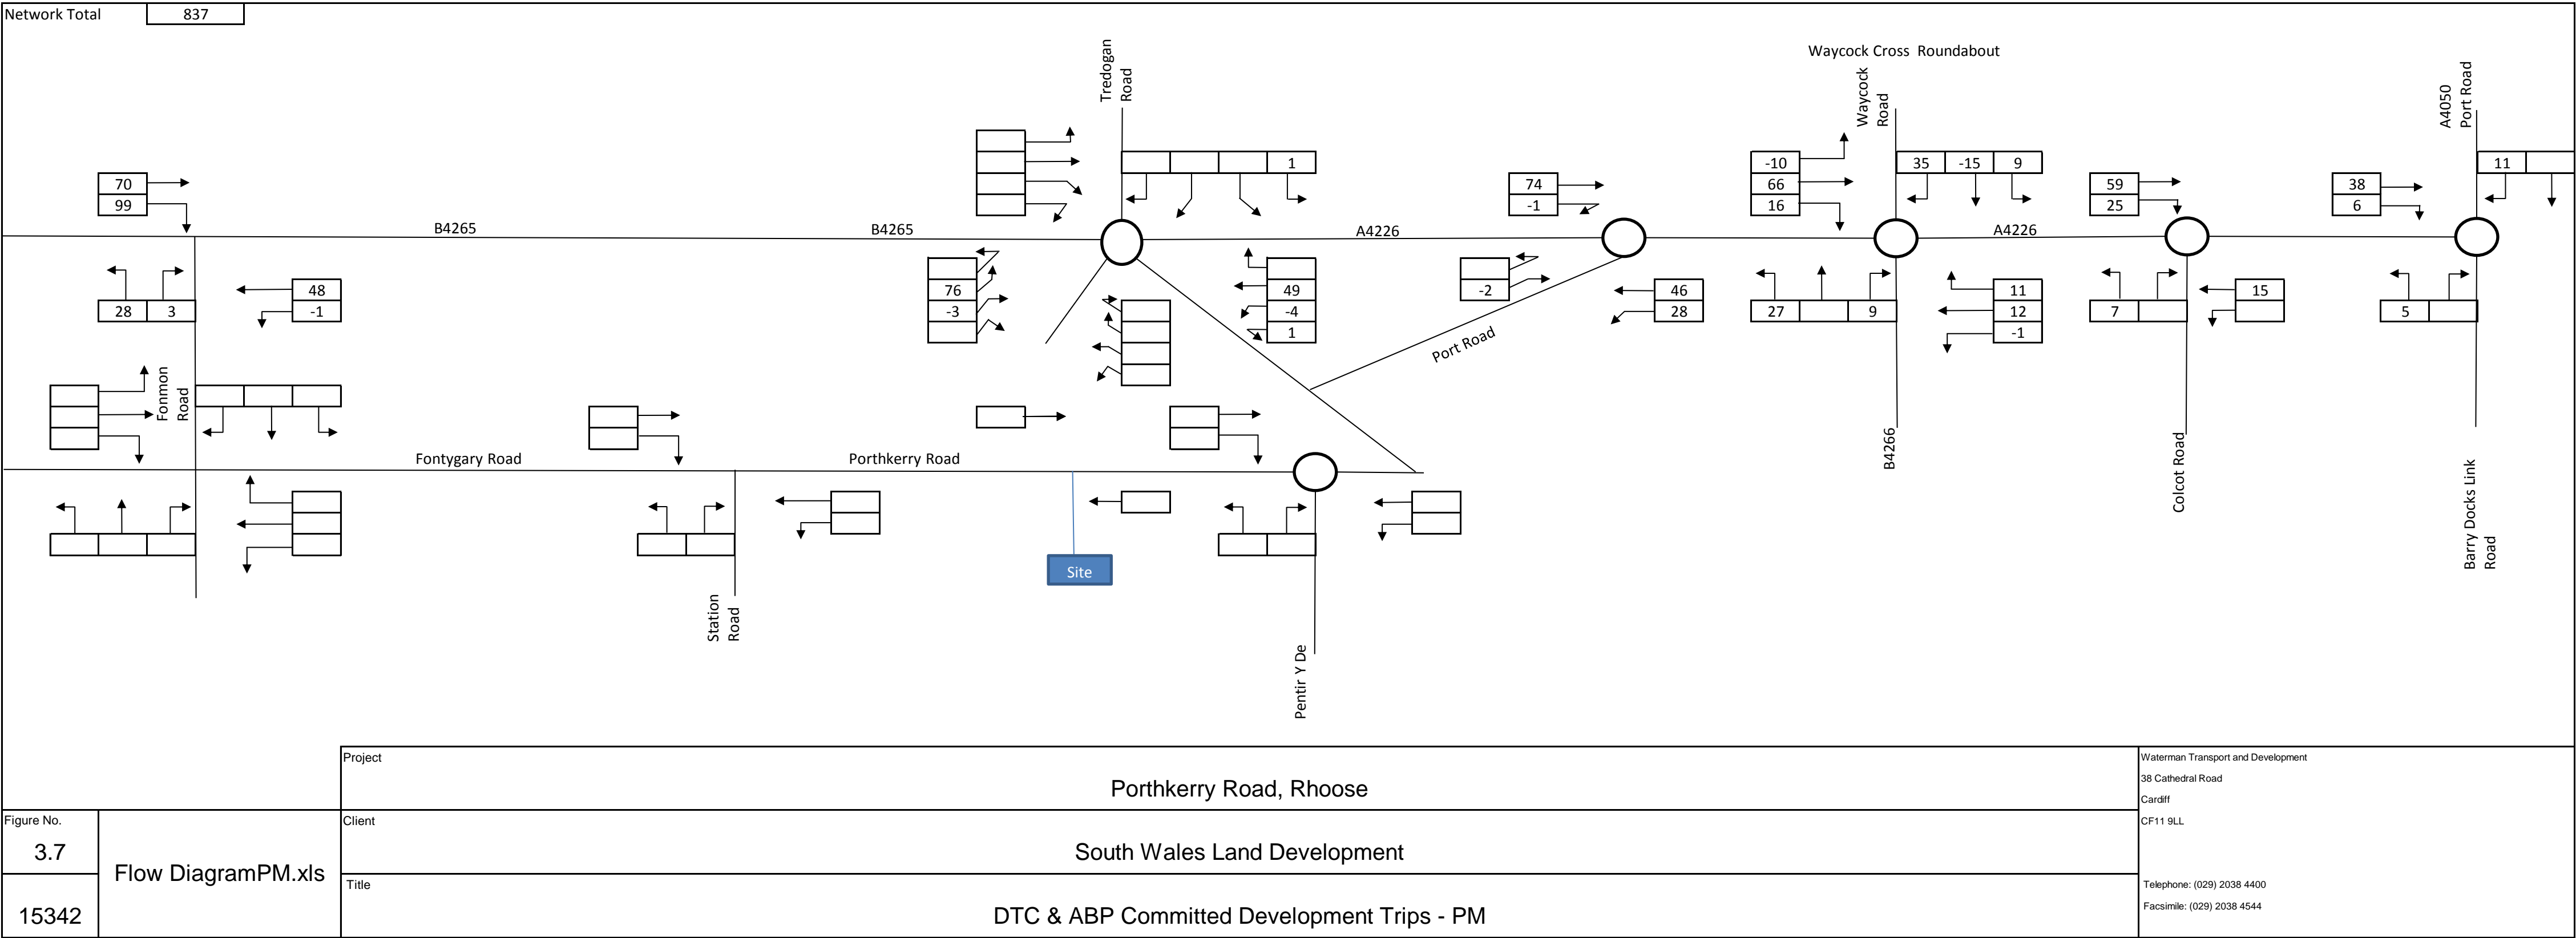 Network Total 837
Waycock Cross Roundabout
Tredogan
Road
Waycock
Road
A4050
Port Road
1
-10
66
16
35 -15 9
11
70
99
74
-1
59
25
38
6
B4265
B4265
A4226
A4226
28 3
48
-1
76
-3
49
-4
1
-2
46
28
27 9
11
12
-1
7
15
5
Port Road
Fonmon
Road
B4266
Colcot Road
Barry Docks Link
Road
Fontygary Road
Porthkerry Road
Site
Station
Road
Pentir Y De
Project
Porthkerry Road, Rhoose
Waterman Transport and Development
38 Cathedral Road
Cardiff
CF11 9LL
Figure No.
3.7
Flow DiagramPM.xls
Client
South Wales Land Development
15342
Title
DTC & ABP Committed Development Trips - PM
Telephone: (029) 2038 4400
Facsimile: (029) 2038 4544